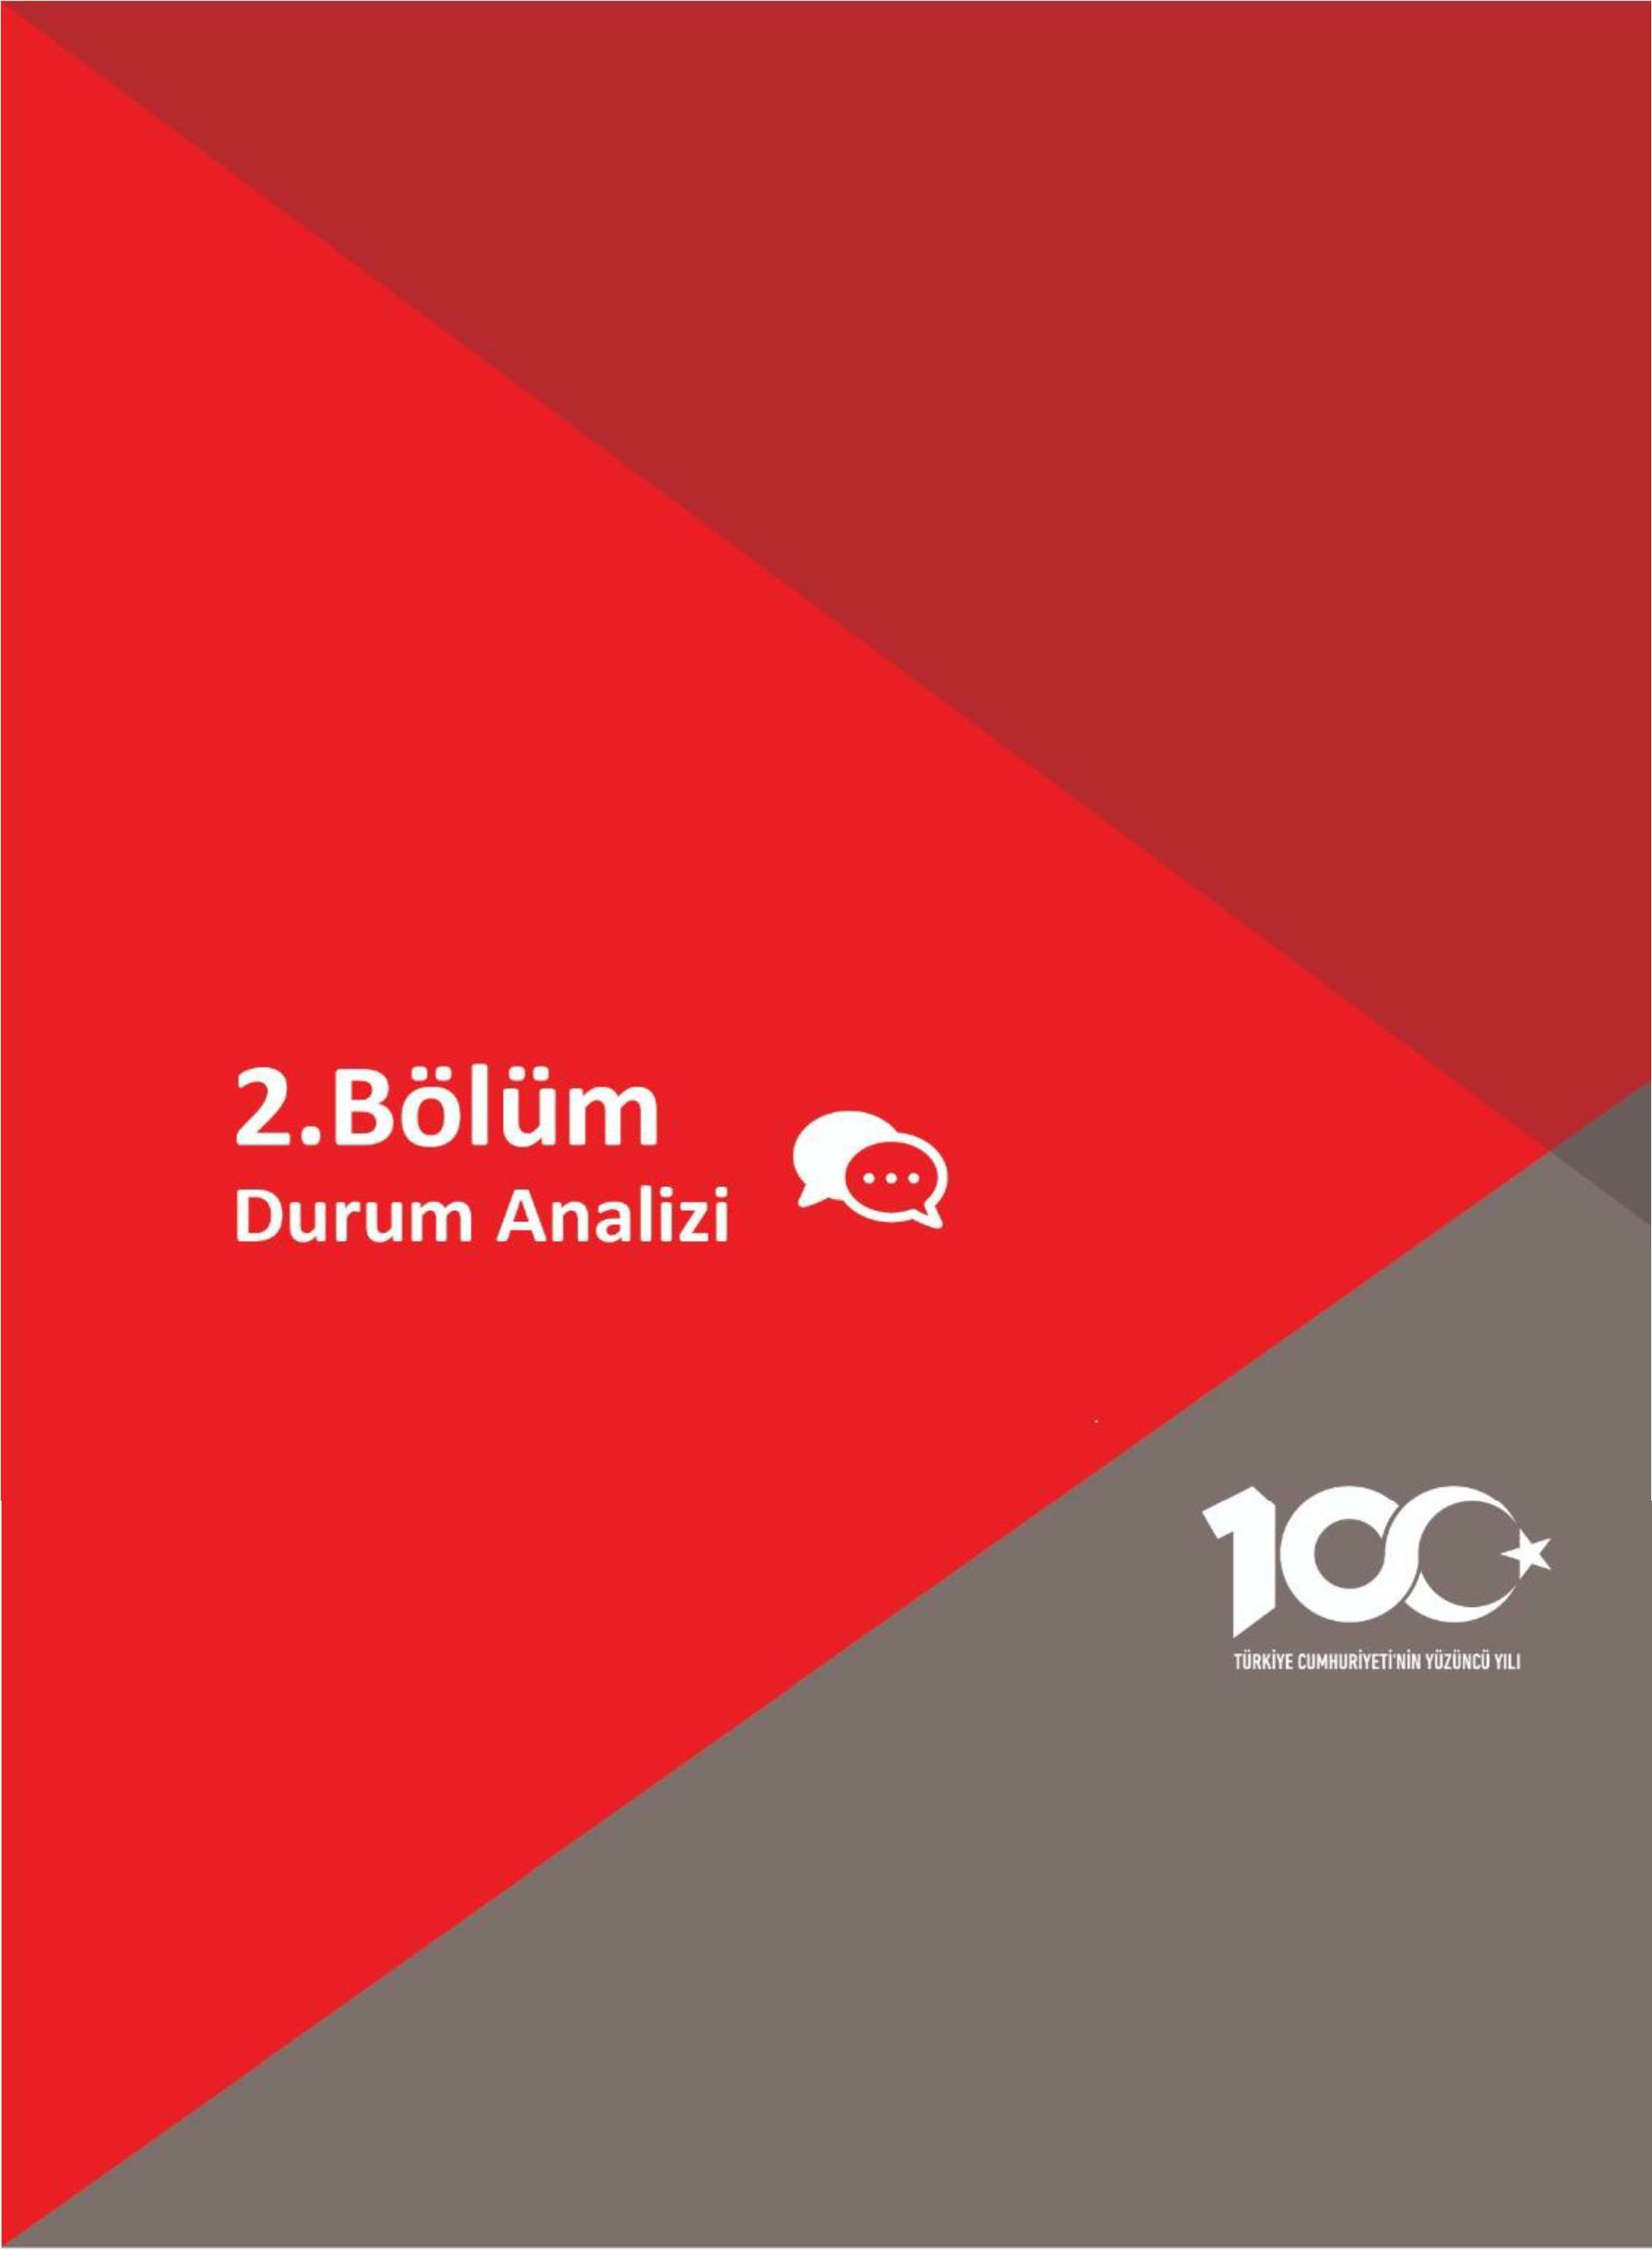 2.Bölüm
Durum Analizi
100
TÜRKİYE CUMHURİYETİ'NİN YÜZÜNCÜ YILI